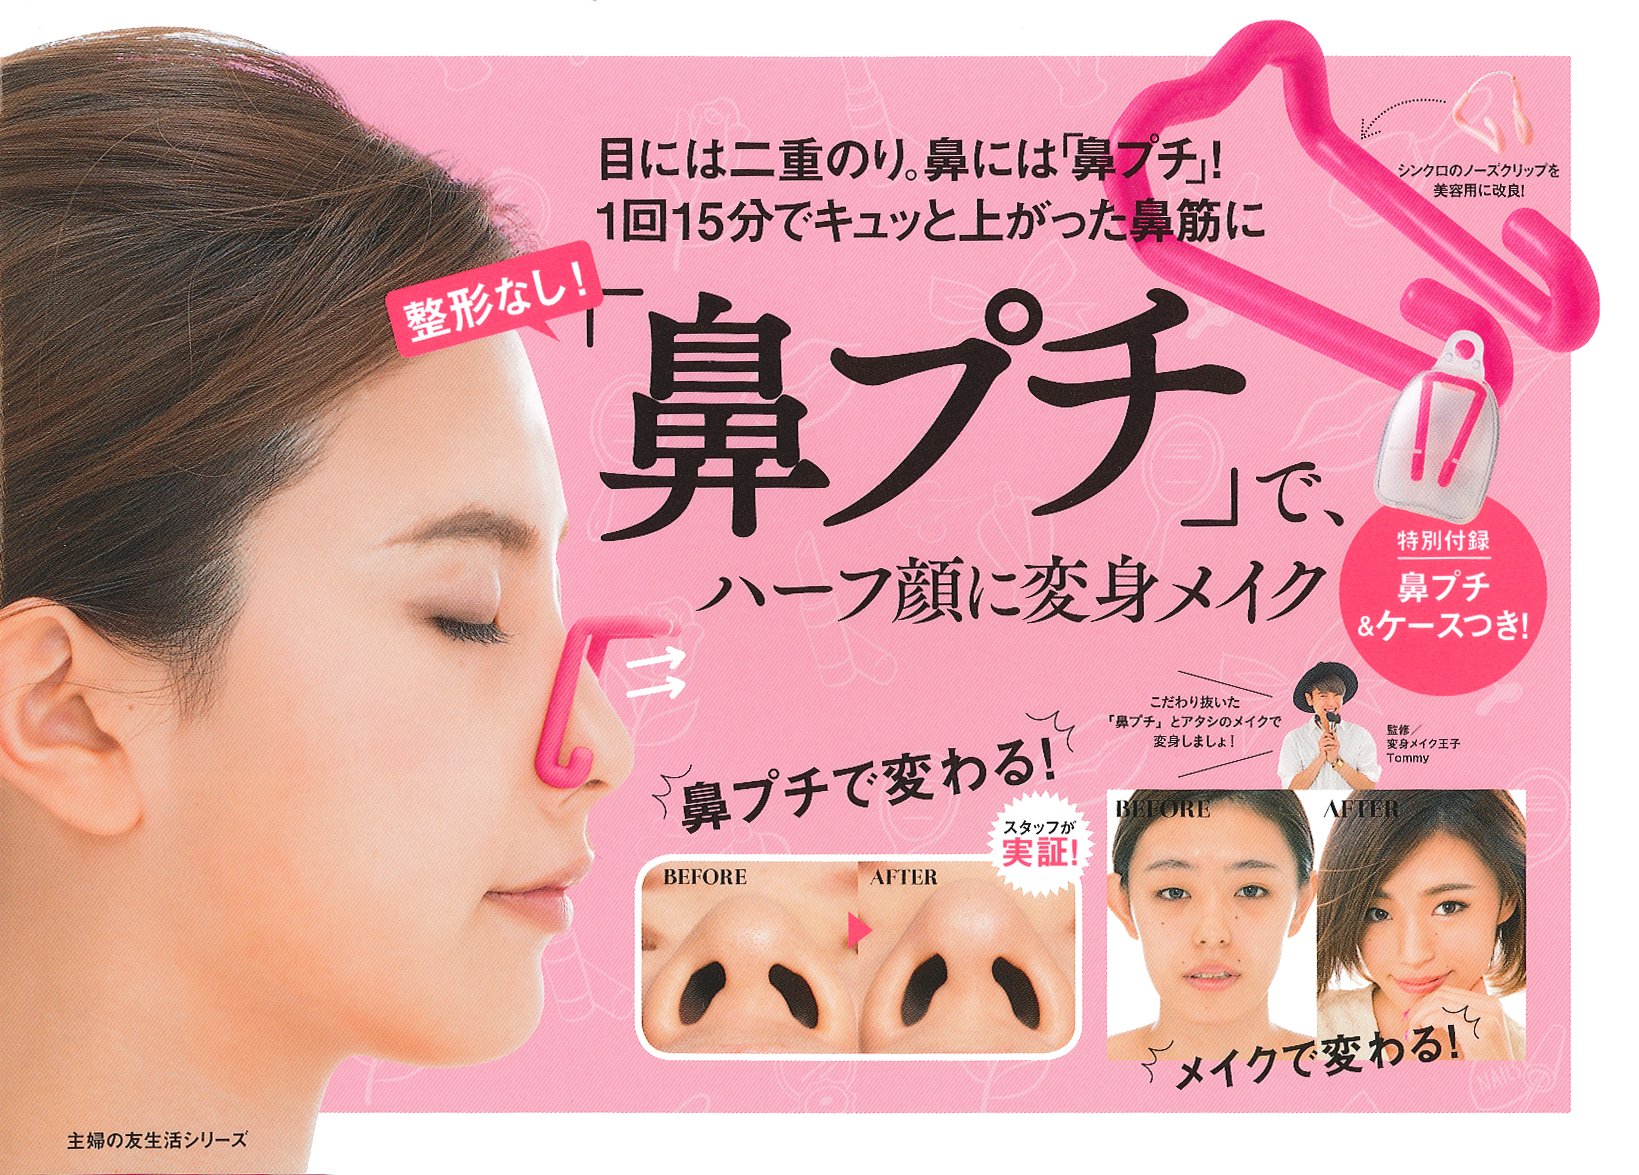 目には二重のり。鼻には「鼻プチ」!
1回15分でキュッと上がった鼻筋に
シンクロのノーズクリップを
美容用に改良!
整形なし!
「鼻プチ」で、
ハーフ顔に変身メイク
特別付録
鼻プチ
&ケースつき!
こだわり抜いた
「鼻プチ」とアタシのメイクで
変身しましょ!
監修/
変身メイク王子
Tommy
鼻プチで変わる!
スタッフが
実証!
BEFORE
AFTER
BEFORE
AFTER
メイクで変わる!
NAIL
主婦の友生活シリーズ